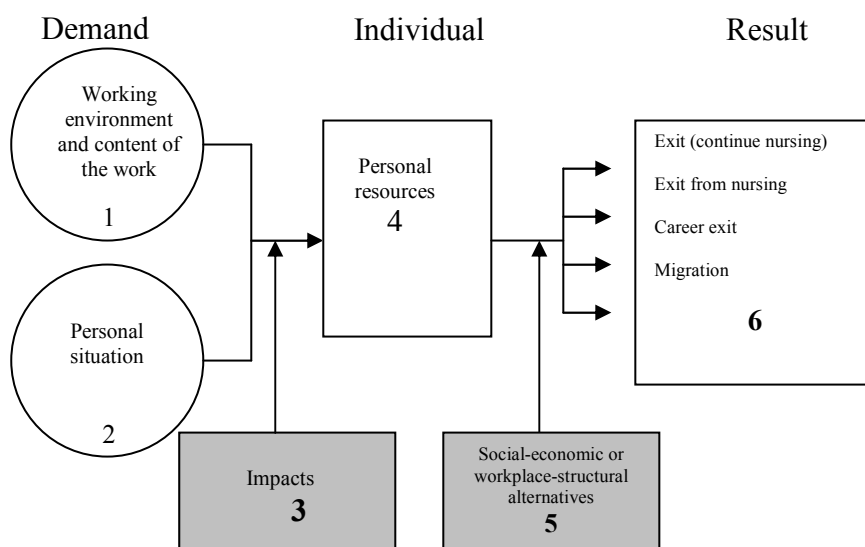 Demand
Individual
Result
Working
environment
and content of
the work
1
Personal
situation
2
Impacts
3
Personal
resources
4
Social-economic or
workplace-structural
alternatives
5
Exit (continue nursing)
Exit from nursing
Career exit
Migration
6